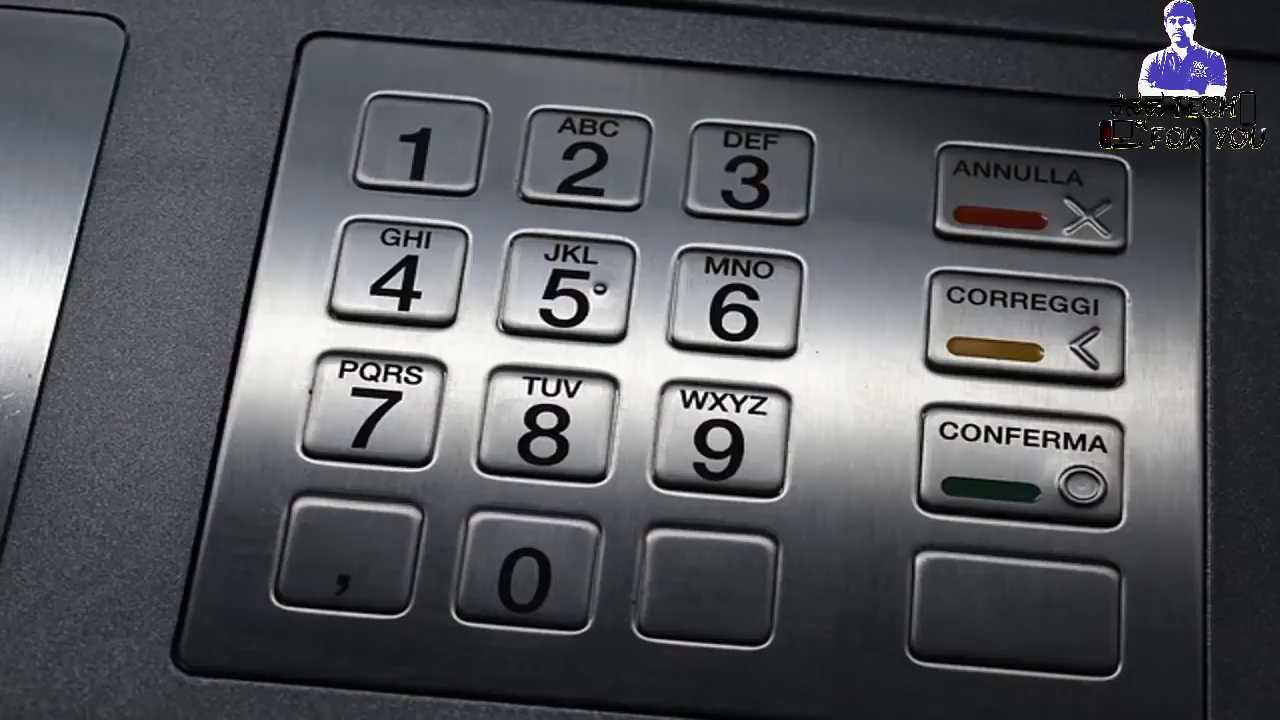 1
ABC
2
DEF
3
ANNULLA
GHI
4
JKL
5
MNO
6
CORREGGI
PQRS
7
TUV
8
WXYZ
9
CONFERMA
,
0
TECH
FOR YOU